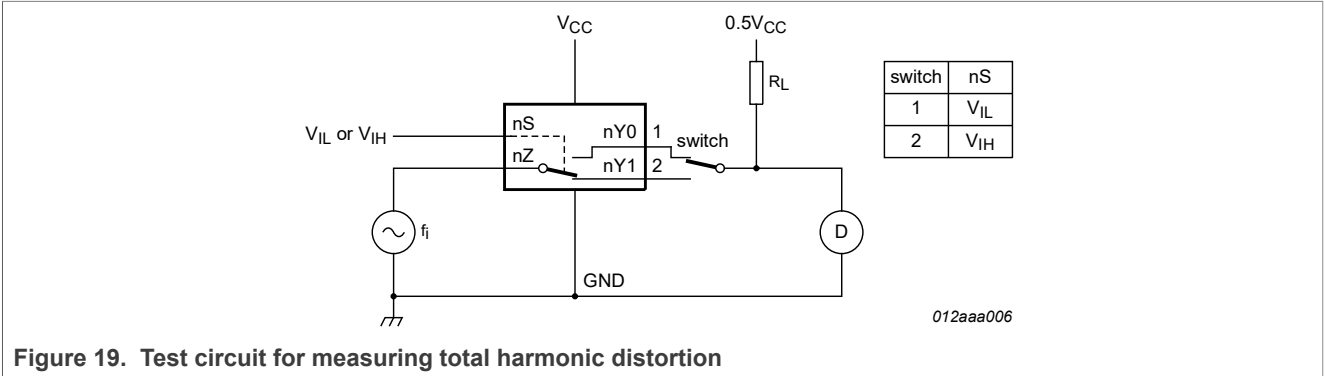 VCC
0.5VCC
RL
switch nS
1 VIL
2 VIH
VIL or VIH
nS
nZ
nY0 1
nY1 2
switch
fi
D
GND
012aaa006
Figure 19. Test circuit for measuring total harmonic distortion